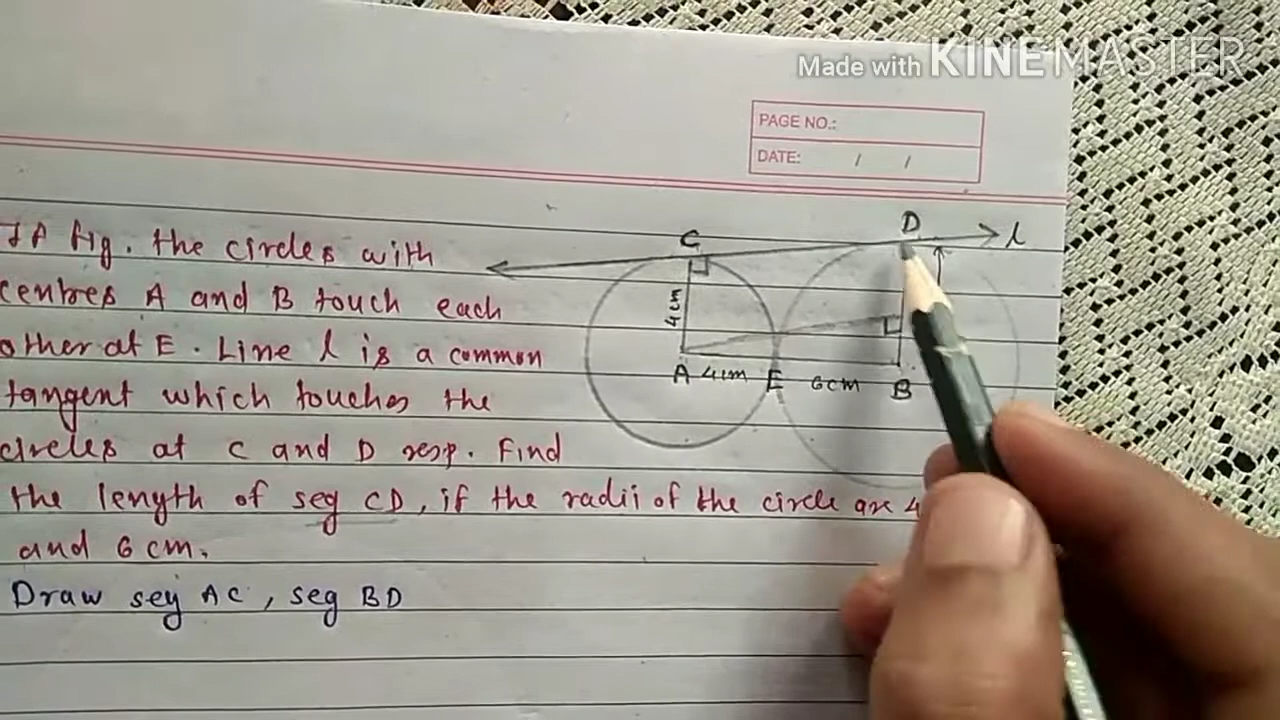 Made with KINEMASTER
PAGE NO.:
DATE: / /
fig. the circles with
centres A and B touch each
other at E. Line l is a common
tangent which touches the
circles at C and D resp. Find
the length of seg CD, if the radii of the circle are 4
and 6 cm.
Draw seg AC, seg BD
C
D
l
4cm
A 4cm E 6cm B